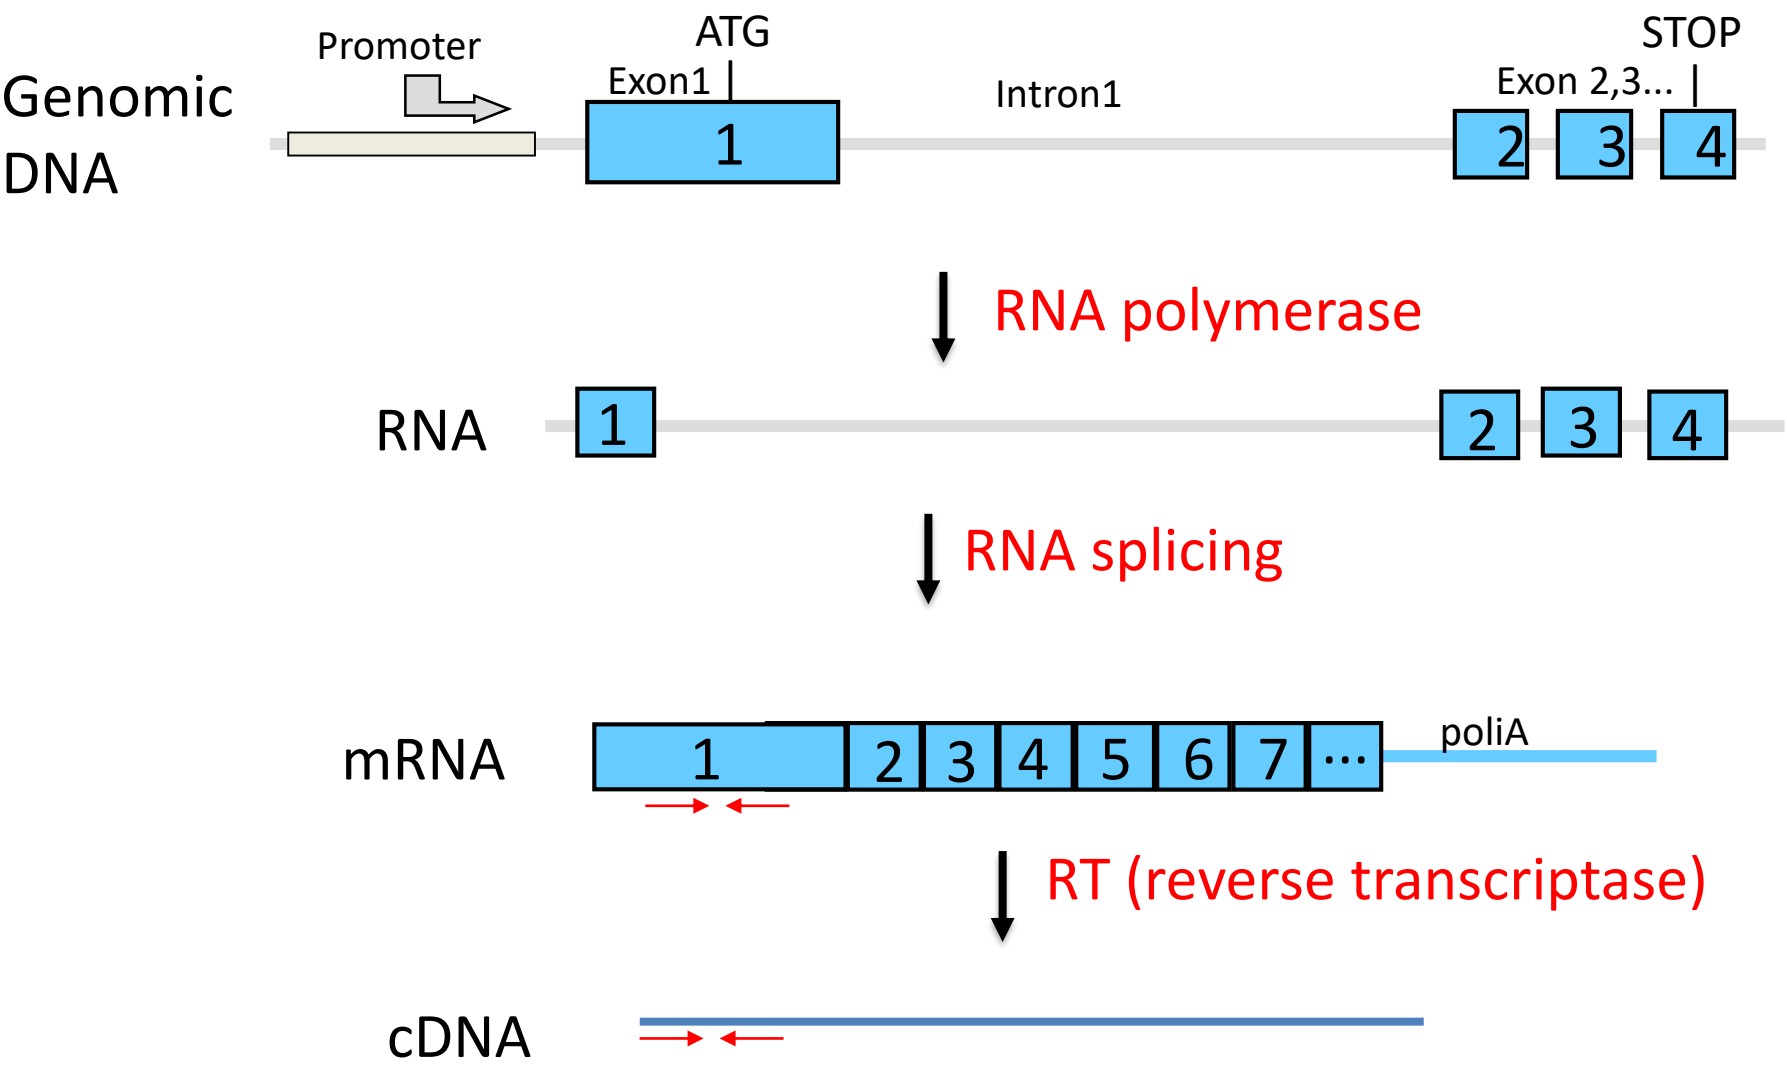 ATG
STOP
Promoter
Exon1
Intron1
Exon 2,3...
Genomic
DNA
1
2
3
4
RNA polymerase
RNA
1
2
3
4
RNA splicing
mRNA
1
2
3
4
5
6
7
...
poliA
RT (reverse transcriptase)
cDNA